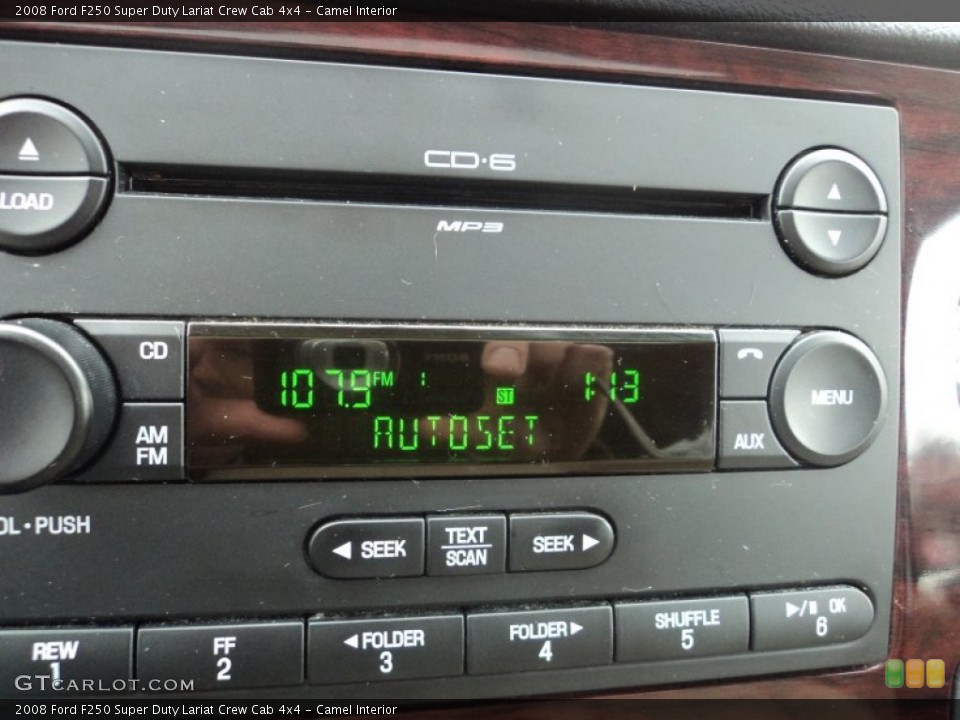 2008 Ford F250 Super Duty Lariat Crew Cab 4x4 - Camel Interior
CD·6
LOAD
MP3
CD
107.9 FM 1 ST 1:13
MENU
AM
FM
AUTOSET
AUX
OL·PUSH
SEEK
TEXT
SCAN
SEEK
REW
1
FF
2
FOLDER
3
FOLDER
4
SHUFFLE
5
OK
6
GTCARLOT.COM
2008 Ford F250 Super Duty Lariat Crew Cab 4x4 - Camel Interior